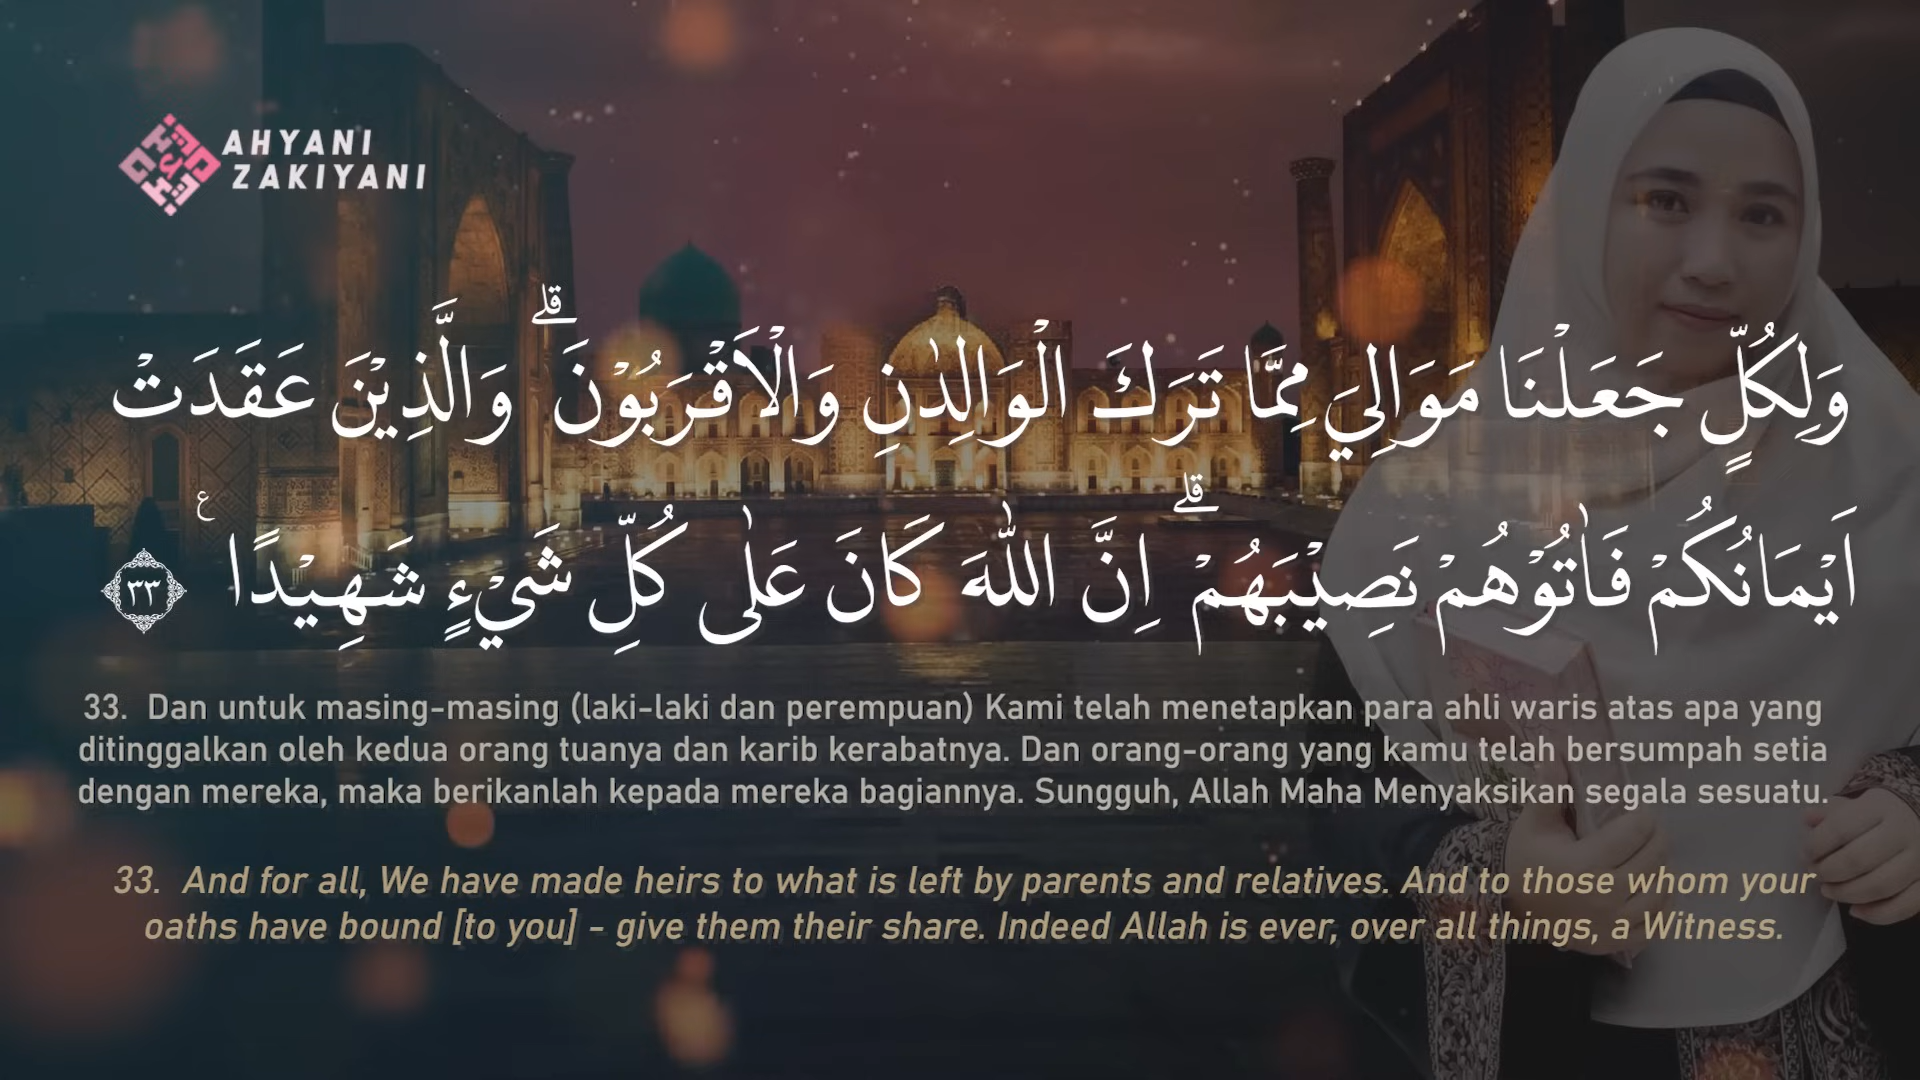 AHYANI
ZAKIYANI
وَلِكُلٍّ جَعَلْنَا مَوَالِيَ مِمَّا تَرَكَ الْوَالِدٰنِ وَالْاَقْرَبُوْنَ ۗ وَالَّذِيْنَ عَقَدَتْ
اَيْمَانُكُمْ فَاٰتُوْهُمْ نَصِيْبَهُمْ ۗ اِنَّ اللّٰهَ كَانَ عَلٰى كُلِّ شَيْءٍ شَهِيْدًا ࣖ ٣٣
33. Dan untuk masing-masing (laki-laki dan perempuan) Kami telah menetapkan para ahli waris atas apa yang
ditinggalkan oleh kedua orang tuanya dan karib kerabatnya. Dan orang-orang yang kamu telah bersumpah setia
dengan mereka, maka berikanlah kepada mereka bagiannya. Sungguh, Allah Maha Menyaksikan segala sesuatu.
33. And for all, We have made heirs to what is left by parents and relatives. And to those whom your
oaths have bound [to you] - give them their share. Indeed Allah is ever, over all things, a Witness.